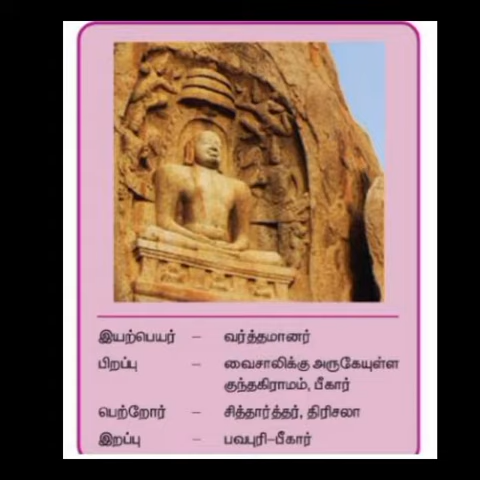 இயற்பெயர் – வர்த்தமானர்
பிறப்பு – வைசாலிக்கு அருகேயுள்ள
குந்தகிராமம், பீகார்
பெற்றோர் – சித்தார்த்தர், திரிசலா
இறப்பு – பவபுரி–பீகார்